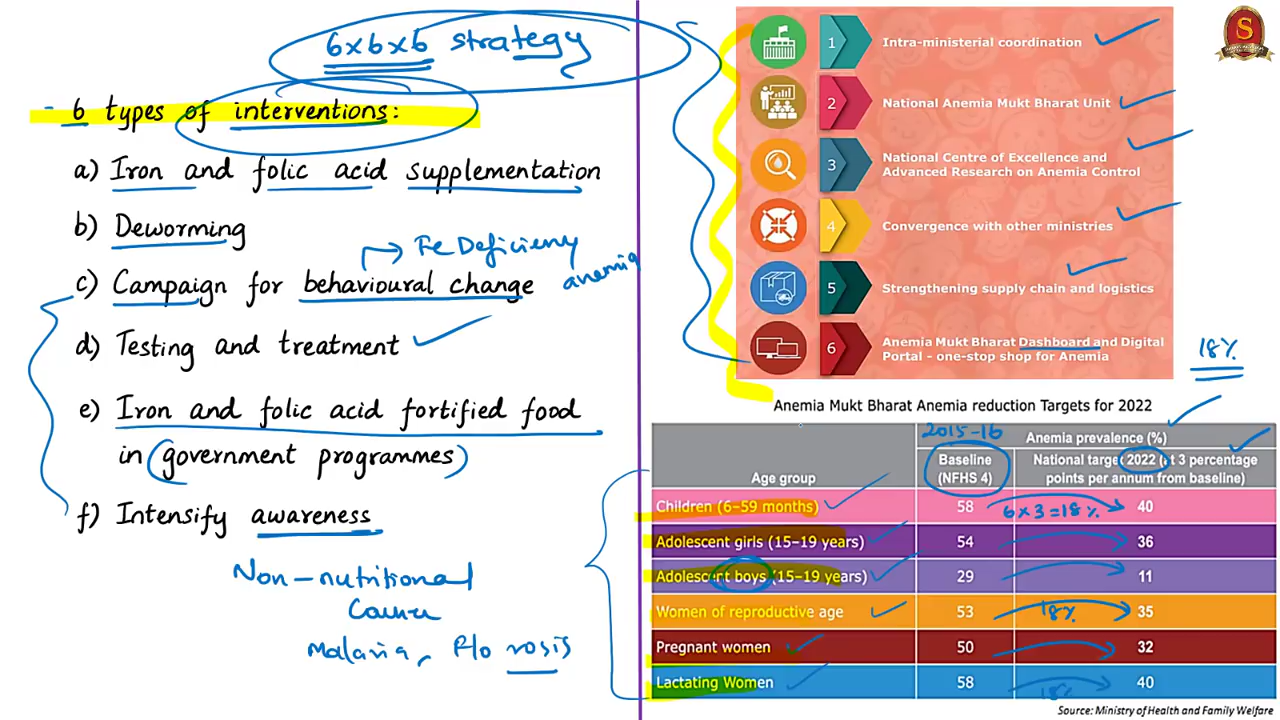 6x6x6 strategy
6 types of interventions:
a) Iron and folic acid supplementation
b) Deworming
Fe Deficiency
anemia
c) Campaign for behavioural change
d) Testing and treatment
e) Iron and folic acid fortified food
in (government programmes)
f) Intensify awareness
Non-nutritional
Malaria, Flo rosis
S
1 Intra-ministerial coordination
2 National Anemia Mukt Bharat Unit
3 National Centre of Excellence and
Advanced Research on Anemia Control
4 Convergence with other ministries
5 Strengthening supply chain and logistics
6 Anemia Mukt Bharat Dashboard and Digital
Portal - one-stop shop for Anemia
18%
Anemia Mukt Bharat Anemia reduction Targets for 2022
2015-16 Anemia prevalence (%)
Age group Baseline National target 2022 (at 3 percentage
(NFHS 4) points per annum from baseline)
Children (6–59 months) 58 6x3=18% 40
Adolescent girls (15–19 years) 54 36
Adolescent boys (15–19 years) 29 11
Women of reproductive age 53 18% 35
Pregnant women 50 32
Lactating Women 58 18% 40
Source: Ministry of Health and Family Welfare